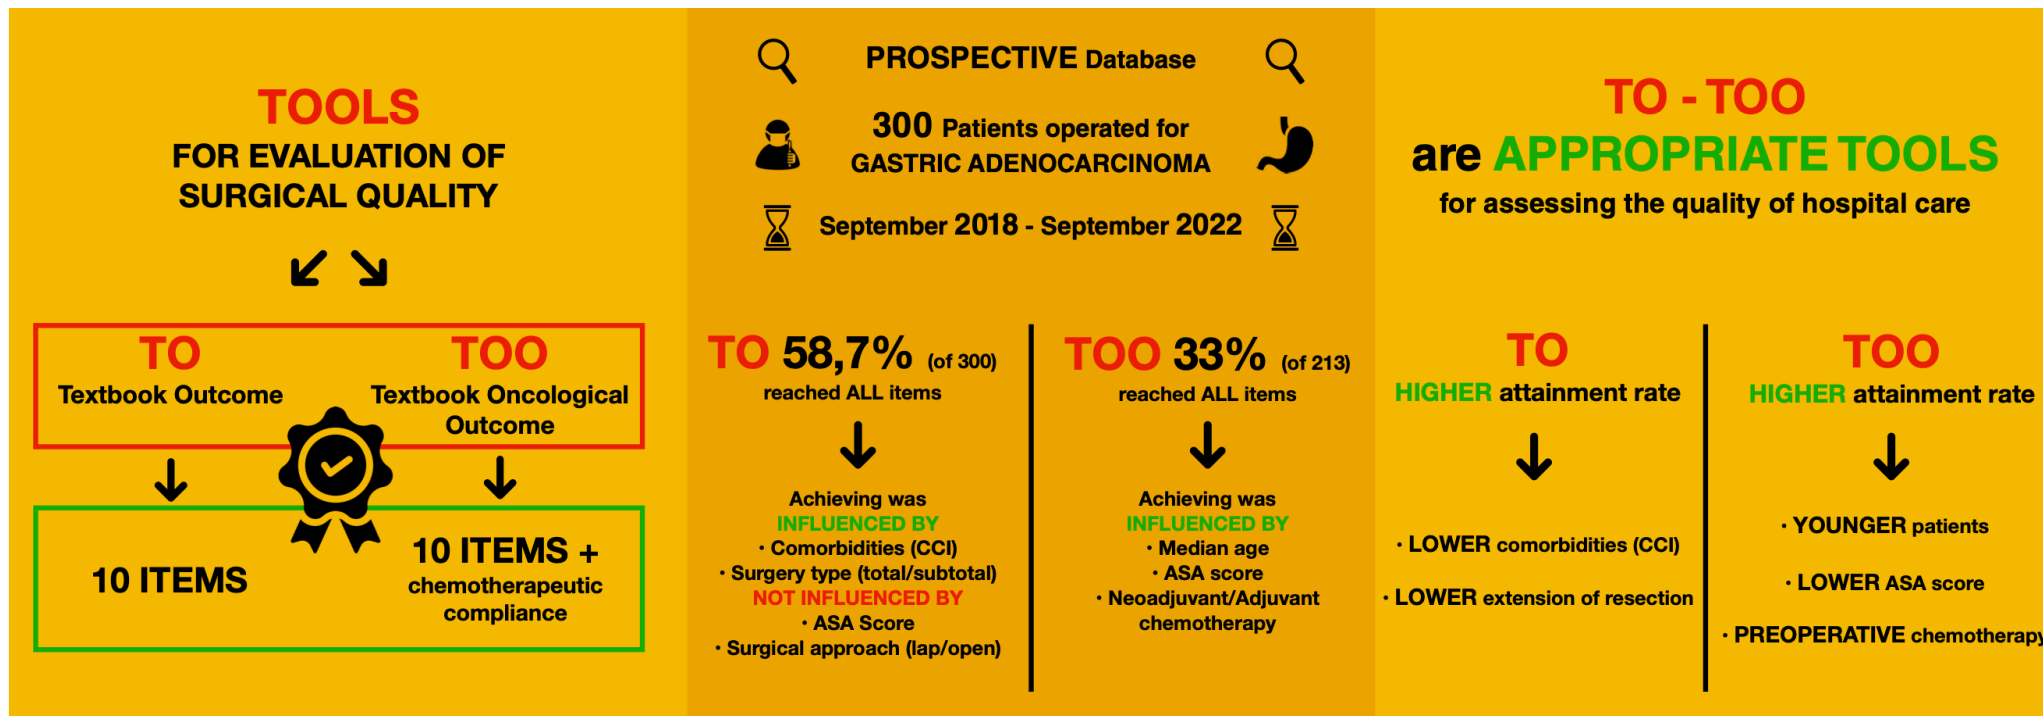 TOOLS
FOR EVALUATION OF
SURGICAL QUALITY
TO
Textbook Outcome
TOO
Textbook Oncological
Outcome
10 ITEMS
10 ITEMS +
chemotherapeutic
compliance
PROSPECTIVE Database
300 Patients operated for
GASTRIC ADENOCARCINOMA
September 2018 - September 2022
TO 58,7% (of 300)
reached ALL items
Achieving was
INFLUENCED BY
· Comorbidities (CCI)
· Surgery type (total/subtotal)
NOT INFLUENCED BY
· ASA Score
· Surgical approach (lap/open)
TOO 33% (of 213)
reached ALL items
Achieving was
INFLUENCED BY
· Median age
· ASA score
· Neoadjuvant/Adjuvant
chemotherapy
TO - TOO
are APPROPRIATE TOOLS
for assessing the quality of hospital care
TO
HIGHER attainment rate
· LOWER comorbidities (CCI)
· LOWER extension of resection
TOO
HIGHER attainment rate
· YOUNGER patients
· LOWER ASA score
· PREOPERATIVE chemotherapy